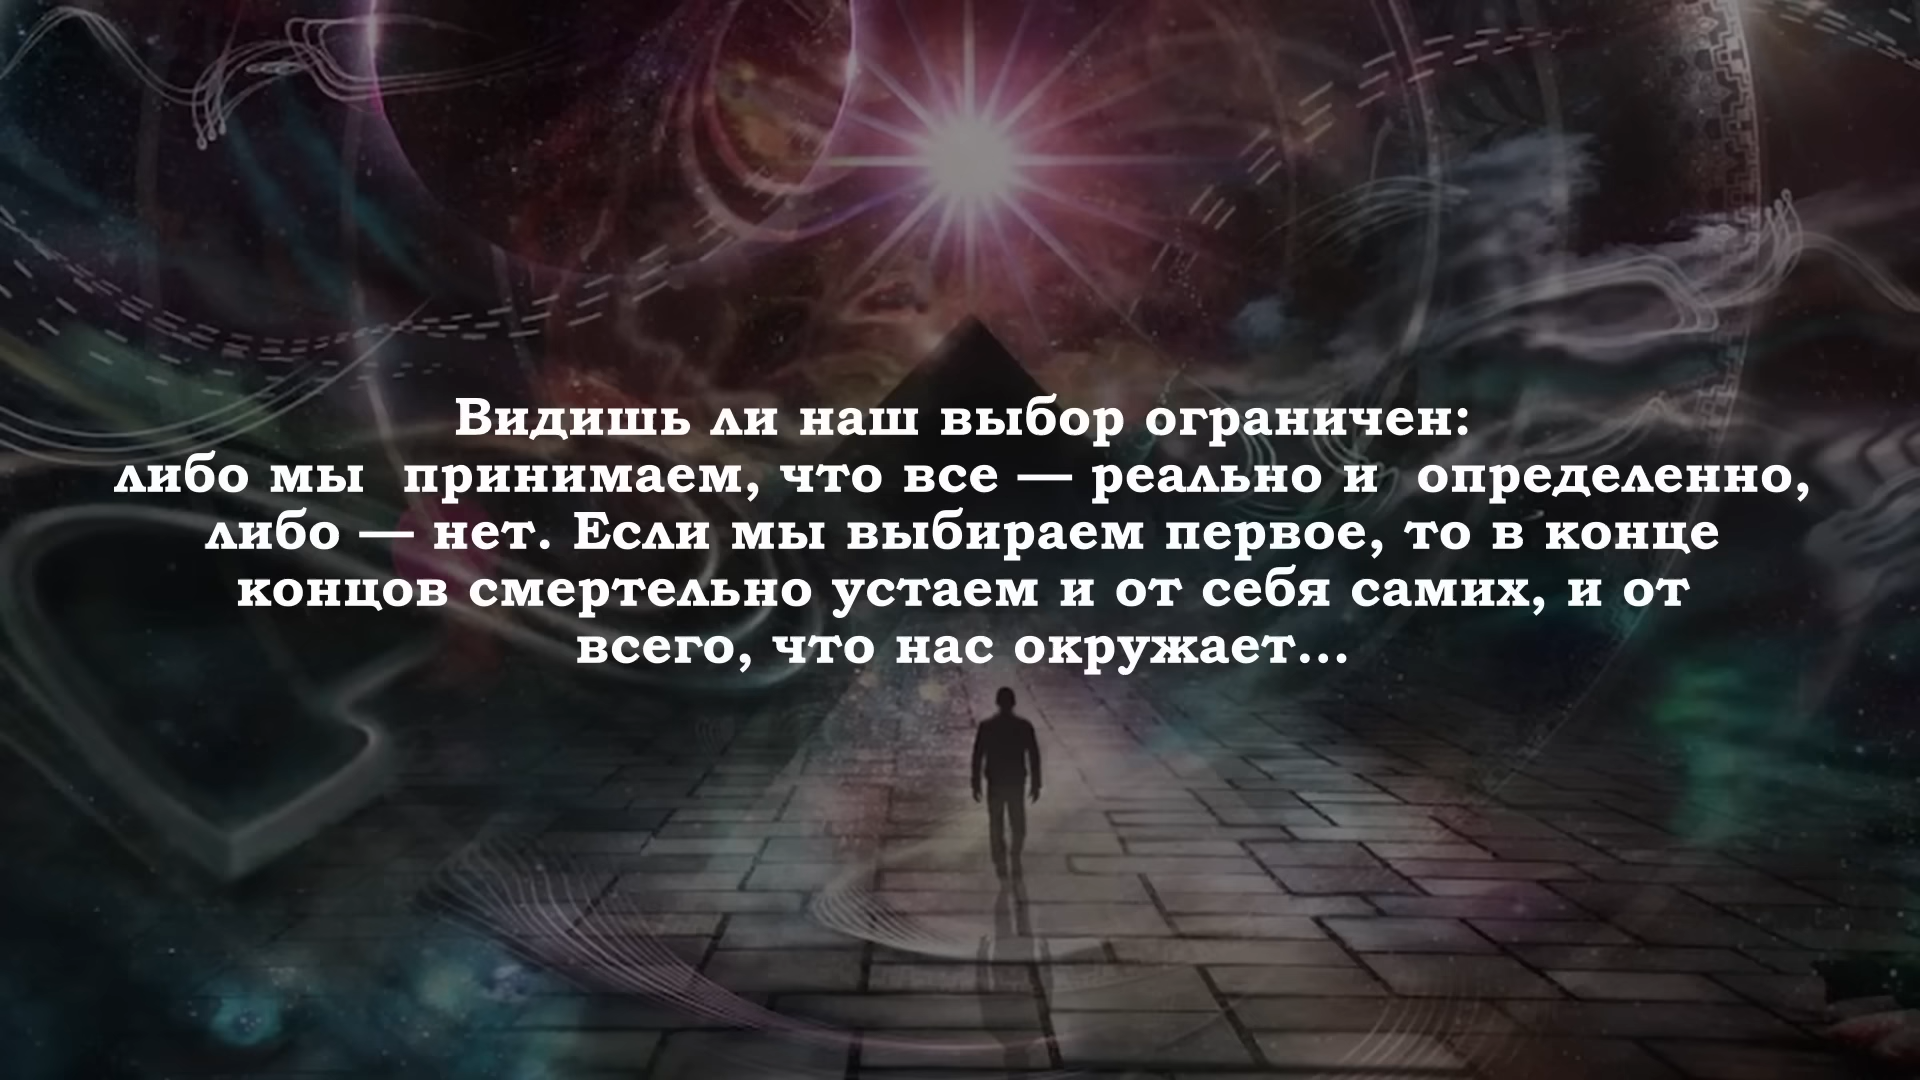 Видишь ли наш выбор ограничен:
либо мы  принимаем, что все — реально и  определенно,
либо — нет. Если мы выбираем первое, то в конце
концов смертельно устаем и от себя самих, и от
всего, что нас окружает...